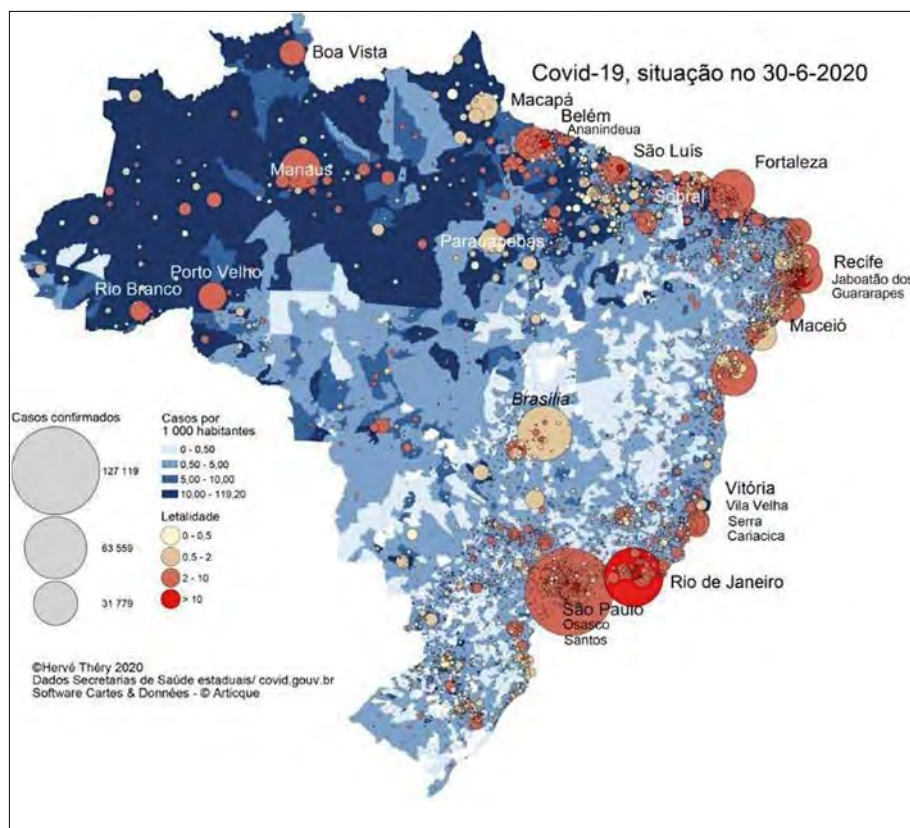 Covid-19, situação no 30-6-2020
Boa Vista
Macapá
Belém
Ananindeua
São Luís
Fortaleza
Manaus
Sobral
Parauapebas
Porto Velho
Rio Branco
Recife
Jaboatão dos
Guararapes
Maceió
Brasília
Vitória
Vila Velha
Serra
Cariacica
Rio de Janeiro
São Paulo
Osasco
Santos
Casos confirmados
127 119
63 559
31 779
Casos por
1 000 habitantes
0 - 0,50
0,50 - 5,00
5,00 - 10,00
10,00 - 119,20
Letalidade
0 - 0,5
0,5 - 2
2 - 10
> 10
©Hervé Théry 2020
Dados Secretarias de Saúde estaduais/ covid.gouv.br
Software Cartes & Données - © Articque